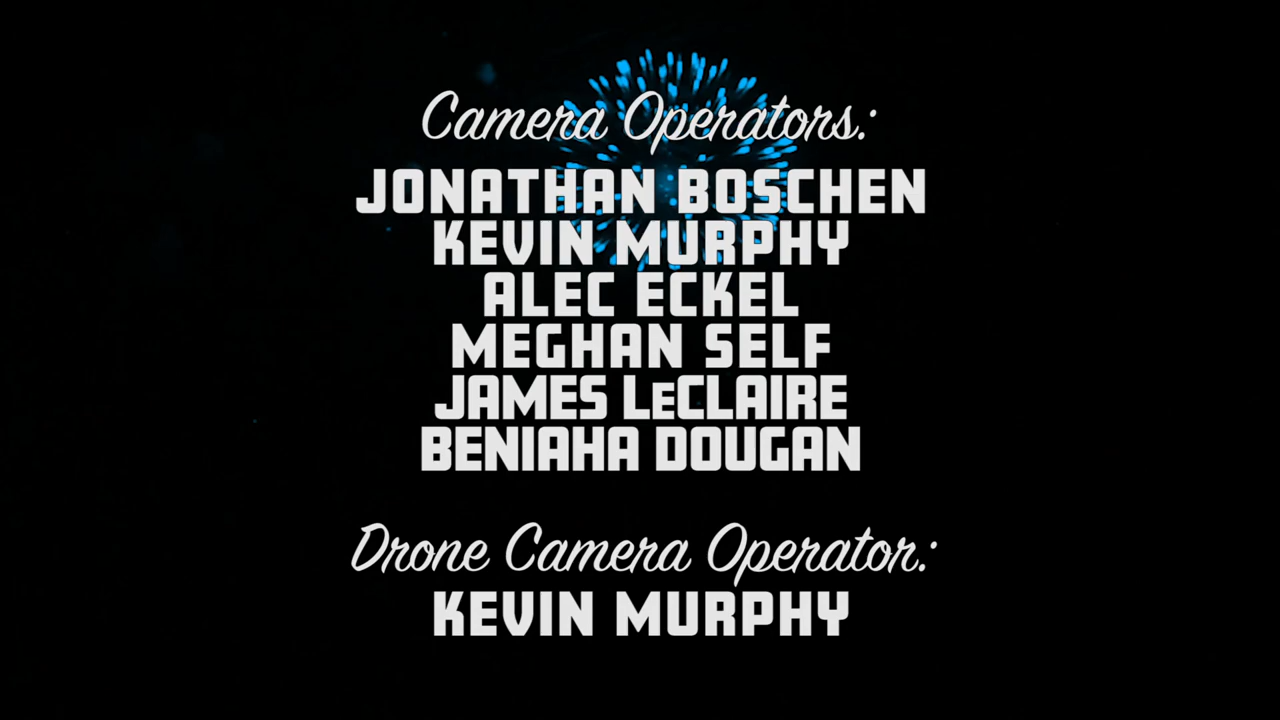 Camera Operators:
JONATHAN BOSCHEN
KEVIN MURPHY
ALEC ECKEL
MEGHAN SELF
JAMES LeCLAIRE
BENIAHA DOUGAN
Drone Camera Operator:
KEVIN MURPHY